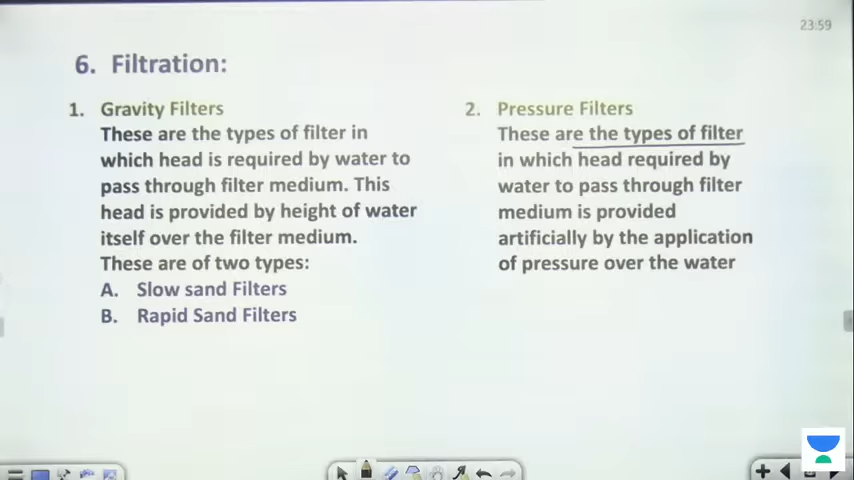 23:59
6. Filtration:
1. Gravity Filters
These are the types of filter in
which head is required by water to
pass through filter medium. This
head is provided by height of water
itself over the filter medium.
These are of two types:
A. Slow sand Filters
B. Rapid Sand Filters
2. Pressure Filters
These are the types of filter
in which head required by
water to pass through filter
medium is provided
artificially by the application
of pressure over the water